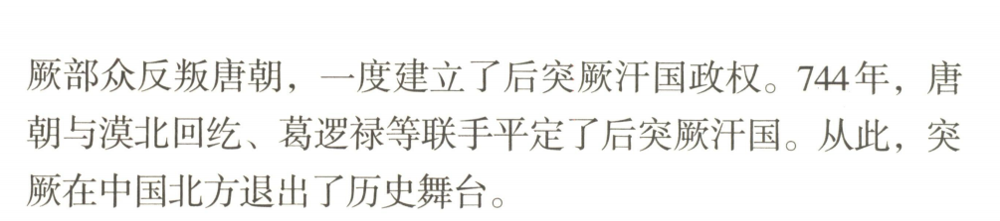 厥部众反叛唐朝，一度建立了后突厥汗国政权。744年，唐
朝与漠北回纥、葛逻禄等联手平定了后突厥汗国。从此，突
厥在中国北方退出了历史舞台。